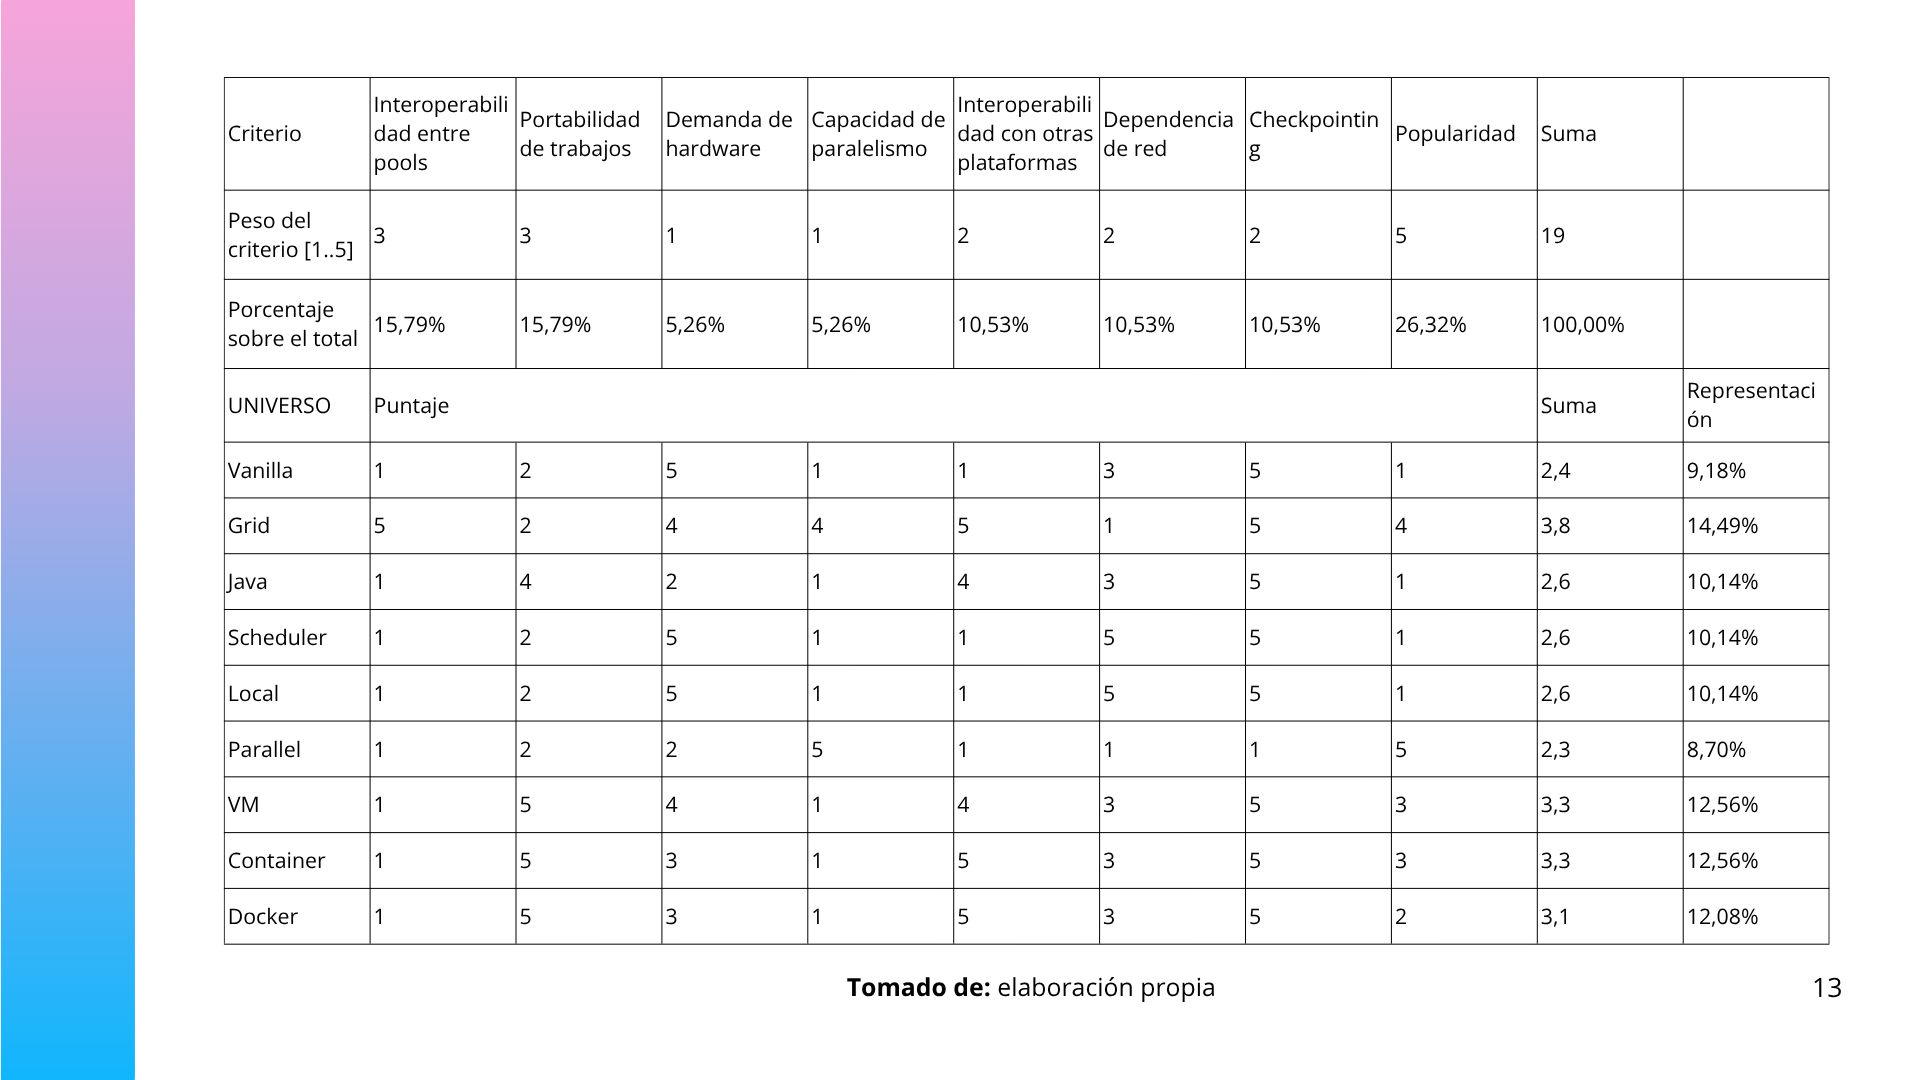 Criterio
Interoperabili
dad entre
pools
Portabilidad
de trabajos
Demanda de
hardware
Capacidad de
paralelismo
Interoperabili
dad con otras
plataformas
Dependencia
de red
Checkpointin
g
Popularidad
Suma
Peso del
criterio [1..5]
3
3
1
1
2
2
2
5
19
Porcentaje
sobre el total
15,79%
15,79%
5,26%
5,26%
10,53%
10,53%
10,53%
26,32%
100,00%
UNIVERSO
Puntaje
Suma
Representaci
ón
Vanilla
1
2
5
1
1
3
5
1
2,4
9,18%
Grid
5
2
4
4
5
1
5
4
3,8
14,49%
Java
1
4
2
1
4
3
5
1
2,6
10,14%
Scheduler
1
2
5
1
1
5
5
1
2,6
10,14%
Local
1
2
5
1
1
5
5
1
2,6
10,14%
Parallel
1
2
2
5
1
1
1
5
2,3
8,70%
VM
1
5
4
1
4
3
5
3
3,3
12,56%
Container
1
5
3
1
5
3
5
3
3,3
12,56%
Docker
1
5
3
1
5
3
5
2
3,1
12,08%
Tomado de: elaboración propia
13